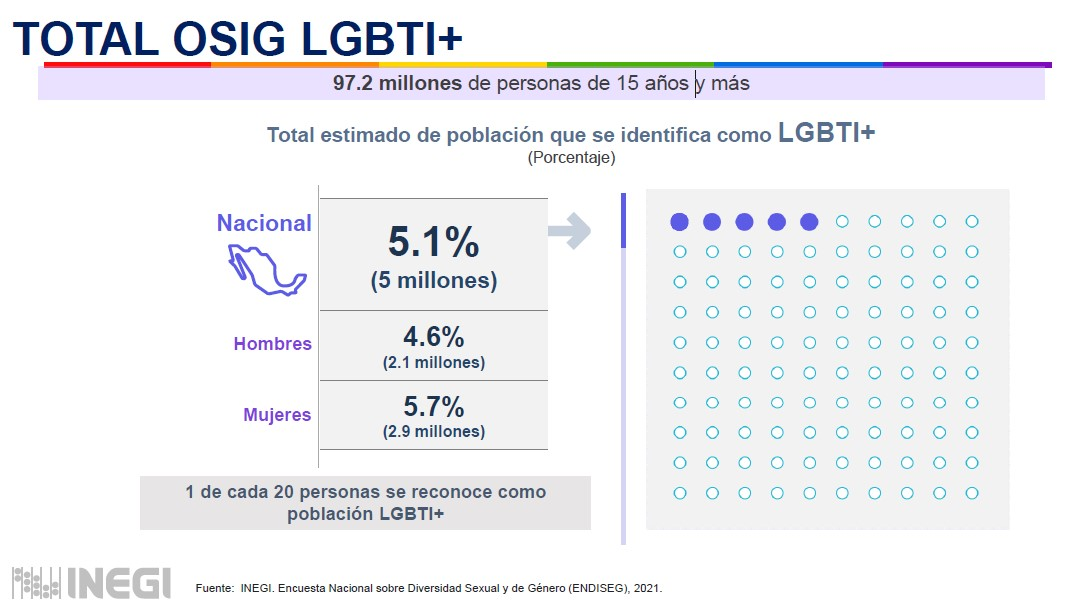 TOTAL OSIG LGBTI+
97.2 millones de personas de 15 años y más
Total estimado de población que se identifica como LGBTI+
(Porcentaje)
Nacional
5.1%
(5 millones)
Hombres
4.6%
(2.1 millones)
Mujeres
5.7%
(2.9 millones)
1 de cada 20 personas se reconoce como
población LGBTI+
INEGI
Fuente: INEGI. Encuesta Nacional sobre Diversidad Sexual y de Género (ENDISEG), 2021.